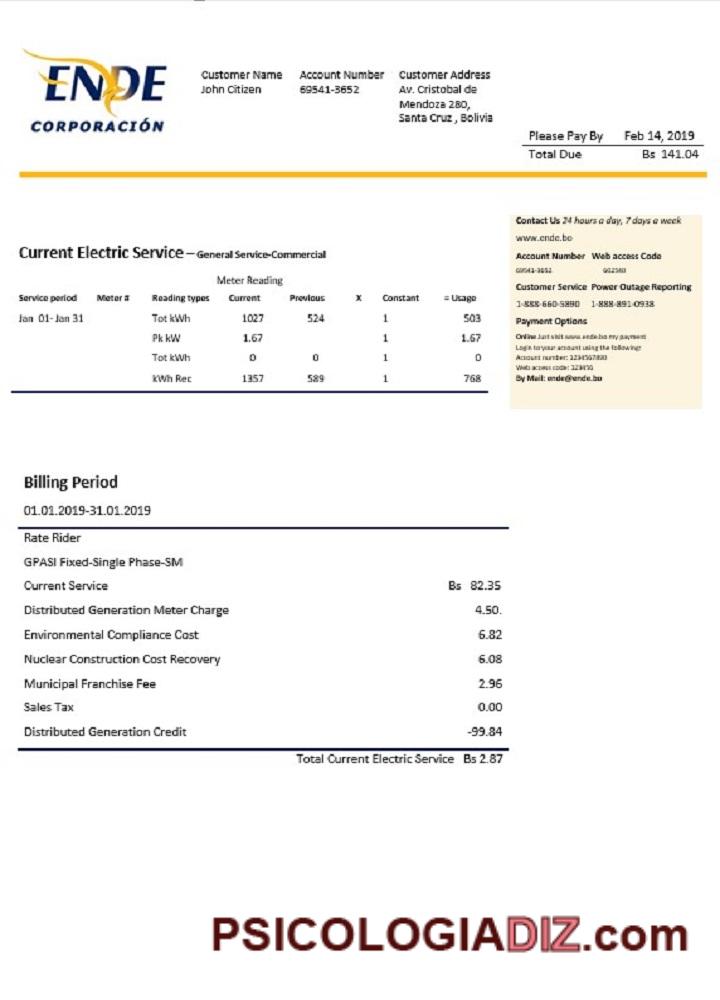 ENDE
CORPORACIÓN
Customer Name Account Number Customer Address
John Citizen 69541-3652 Av. Cristobal de
Mendoza 280,
Santa Cruz , Bolivia
Please Pay By Feb 14, 2019
Total Due Bs 141.04
Contact Us 24 hours a day, 7 days a week
www.ende.bo
Account Number Web access Code
69541-3652
Customer Service Power Outage Reporting
1-888-660-5890 1-888-891-0938
Payment Options
Online Just visit www.ende.bo my payment
Login to your account using the following:
Account number: 1234567890
Web access code: 123456
By Mail: ende@ende.bo
Current Electric Service – General Service-Commercial
Meter Reading
Service period Meter # Reading types Current Previous X Constant = Usage
Jan 01- Jan 31 Tot kWh 1027 524 1 503
Pk kW 1.67 1 1.67
Tot kWh 0 0 1 0
kWh Rec 1357 589 1 768
Billing Period
01.01.2019-31.01.2019
Rate Rider
GPASI Fixed-Single Phase-SM
Current Service Bs 82.35
Distributed Generation Meter Charge 4.50.
Environmental Compliance Cost 6.82
Nuclear Construction Cost Recovery 6.08
Municipal Franchise Fee 2.96
Sales Tax 0.00
Distributed Generation Credit -99.84
Total Current Electric Service Bs 2.87
PSICOLOGIADIZ.com